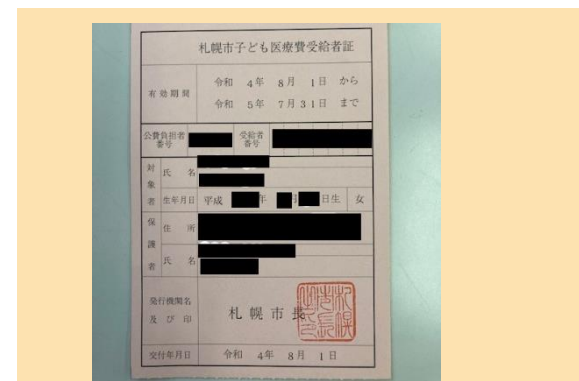 札幌市子ども医療費受給者証
有効期間
令和 4年 8月 1日 から
令和 5年 7月31日 まで
公費負担者番号
受給者番号
対象者
氏名
生年月日 平成 年 月 日生 女
保護者
住所
氏名
発行機関名及び印
札幌市長
交付年月日 令和 4年 8月 1日